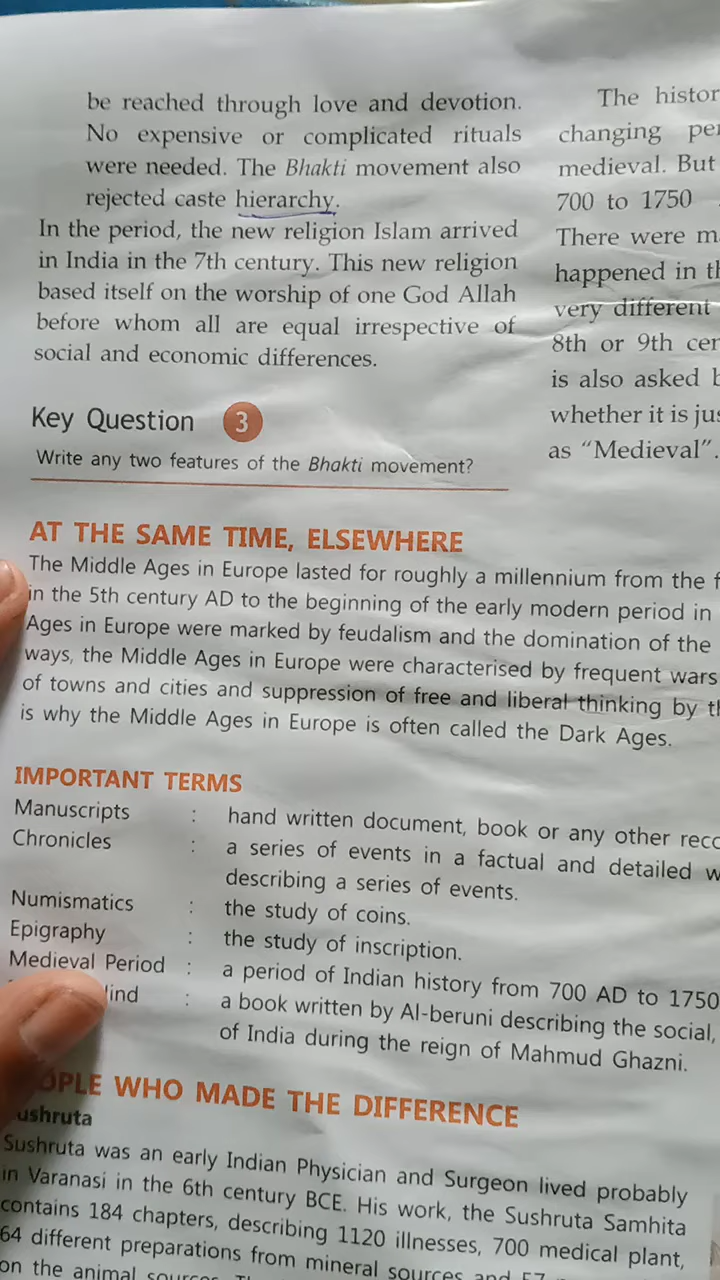 be reached through love and devotion.
No expensive or complicated rituals
were needed. The Bhakti movement also
rejected caste hierarchy.
In the period, the new religion Islam arrived
in India in the 7th century. This new religion
based itself on the worship of one God Allah
before whom all are equal irrespective of
social and economic differences.
Key Question 3
Write any two features of the Bhakti movement?
The
changing
medieval. But
700 to 1750
There were
happened in
very different
8th or 9th
is also asked
whether it is
as “Medieval”.
AT THE SAME TIME, ELSEWHERE
The Middle Ages in Europe lasted for roughly a millennium from the
in the 5th century AD to the beginning of the early modern period in
Ages in Europe were marked by feudalism and the domination of the
ways, the Middle Ages in Europe were characterised by frequent wars
of towns and cities and suppression of free and liberal thinking by
is why the Middle Ages in Europe is often called the Dark Ages.
IMPORTANT TERMS
Manuscripts : hand written document, book or any other
Chronicles : a series of events in a factual and detailed
describing a series of events.
Numismatics : the study of coins.
Epigraphy : the study of inscription.
Medieval Period : a period of Indian history from 700 AD to 1750
: a book written by Al-beruni describing the social,
of India during the reign of Mahmud Ghazni.
WHO MADE THE DIFFERENCE
ushruta
Sushruta was an early Indian Physician and Surgeon lived probably
in Varanasi in the 6th century BCE. His work, the Sushruta Samhita
contains 184 chapters, describing 1120 illnesses, 700 medical plant,
64 different preparations from mineral sources and 57
on the animal sources.